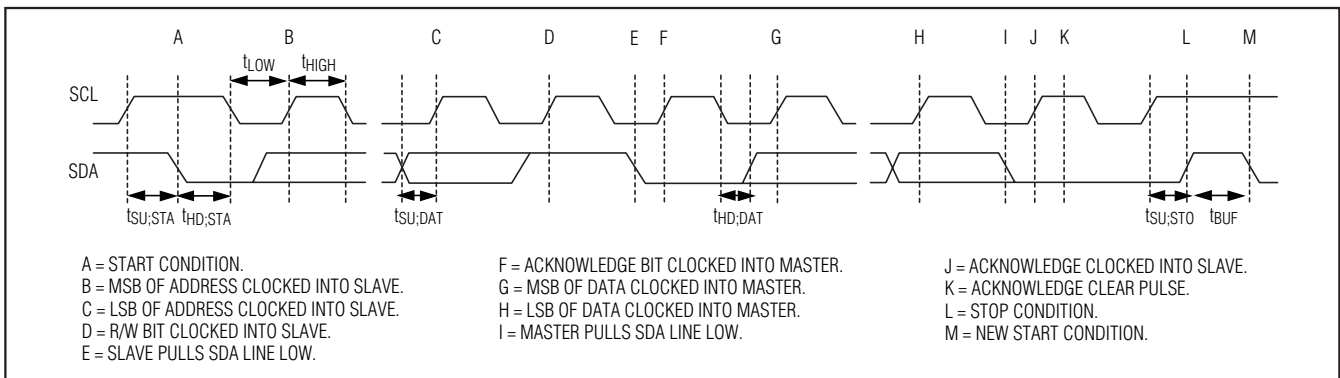 A B C D E F G H I J K L M
tLOW tHIGH
SCL
SDA
tSU;STA tHD;STA tSU;DAT tHD;DAT tSU;STO tBUF
A = START CONDITION.
B = MSB OF ADDRESS CLOCKED INTO SLAVE.
C = LSB OF ADDRESS CLOCKED INTO SLAVE.
D = R/W BIT CLOCKED INTO SLAVE.
E = SLAVE PULLS SDA LINE LOW.
F = ACKNOWLEDGE BIT CLOCKED INTO MASTER.
G = MSB OF DATA CLOCKED INTO MASTER.
H = LSB OF DATA CLOCKED INTO MASTER.
I = MASTER PULLS SDA LINE LOW.
J = ACKNOWLEDGE CLOCKED INTO SLAVE.
K = ACKNOWLEDGE CLEAR PULSE.
L = STOP CONDITION.
M = NEW START CONDITION.